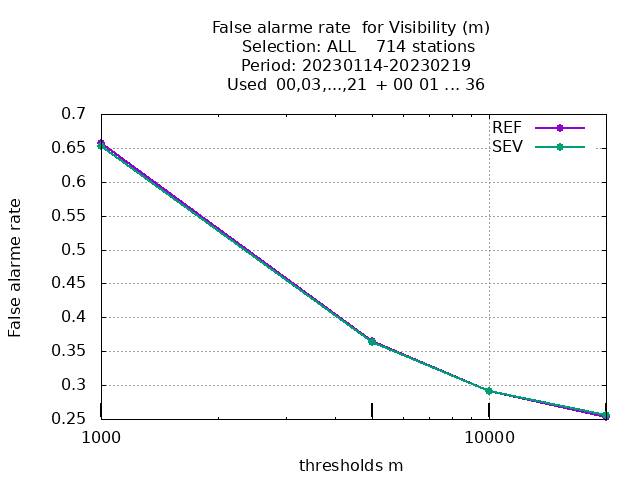 False alarme rate  for Visibility (m)
Selection: ALL    714 stations
Period: 20230114-20230219
Used  00,03,...,21  + 00 01 ... 36
REF
SEV
0.7
0.65
0.6
0.55
0.5
0.45
0.4
0.35
0.3
0.25
False alarme rate
1000
10000
thresholds m